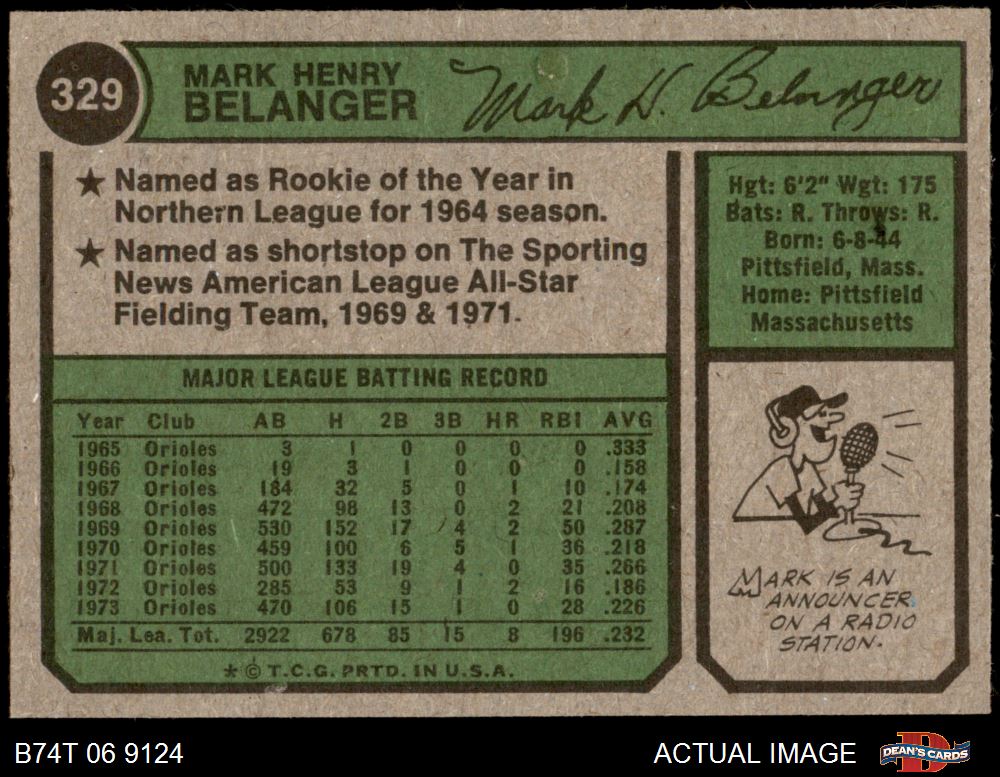 329
MARK HENRY
BELANGER
Mark H. Belanger
★ Named as Rookie of the Year in
Northern League for 1964 season.
★ Named as shortstop on The Sporting
News American League All-Star
Fielding Team, 1969 & 1971.
Hgt: 6'2" Wgt: 175
Bats: R. Throws: R.
Born: 6-8-44
Pittsfield, Mass.
Home: Pittsfield
Massachusetts
MAJOR LEAGUE BATTING RECORD
Year Club AB H 2B 3B HR RBI AVG
1965 Orioles 3 1 0 0 0 0 .333
1966 Orioles 19 3 1 0 0 0 .158
1967 Orioles 184 32 5 0 1 10 .174
1968 Orioles 472 98 13 0 2 21 .208
1969 Orioles 530 152 17 4 2 50 .287
1970 Orioles 459 100 6 5 1 36 .218
1971 Orioles 500 133 19 4 0 35 .266
1972 Orioles 285 53 9 1 2 16 .186
1973 Orioles 470 106 15 1 0 28 .226
Maj. Lea. Tot. 2922 678 85 15 8 196 .232
* © T.C.G. PRTD. IN U.S.A.
MARK IS AN
ANNOUNCER
ON A RADIO
STATION.
B74T 06 9124
ACTUAL IMAGE
DEAN'S CARDS